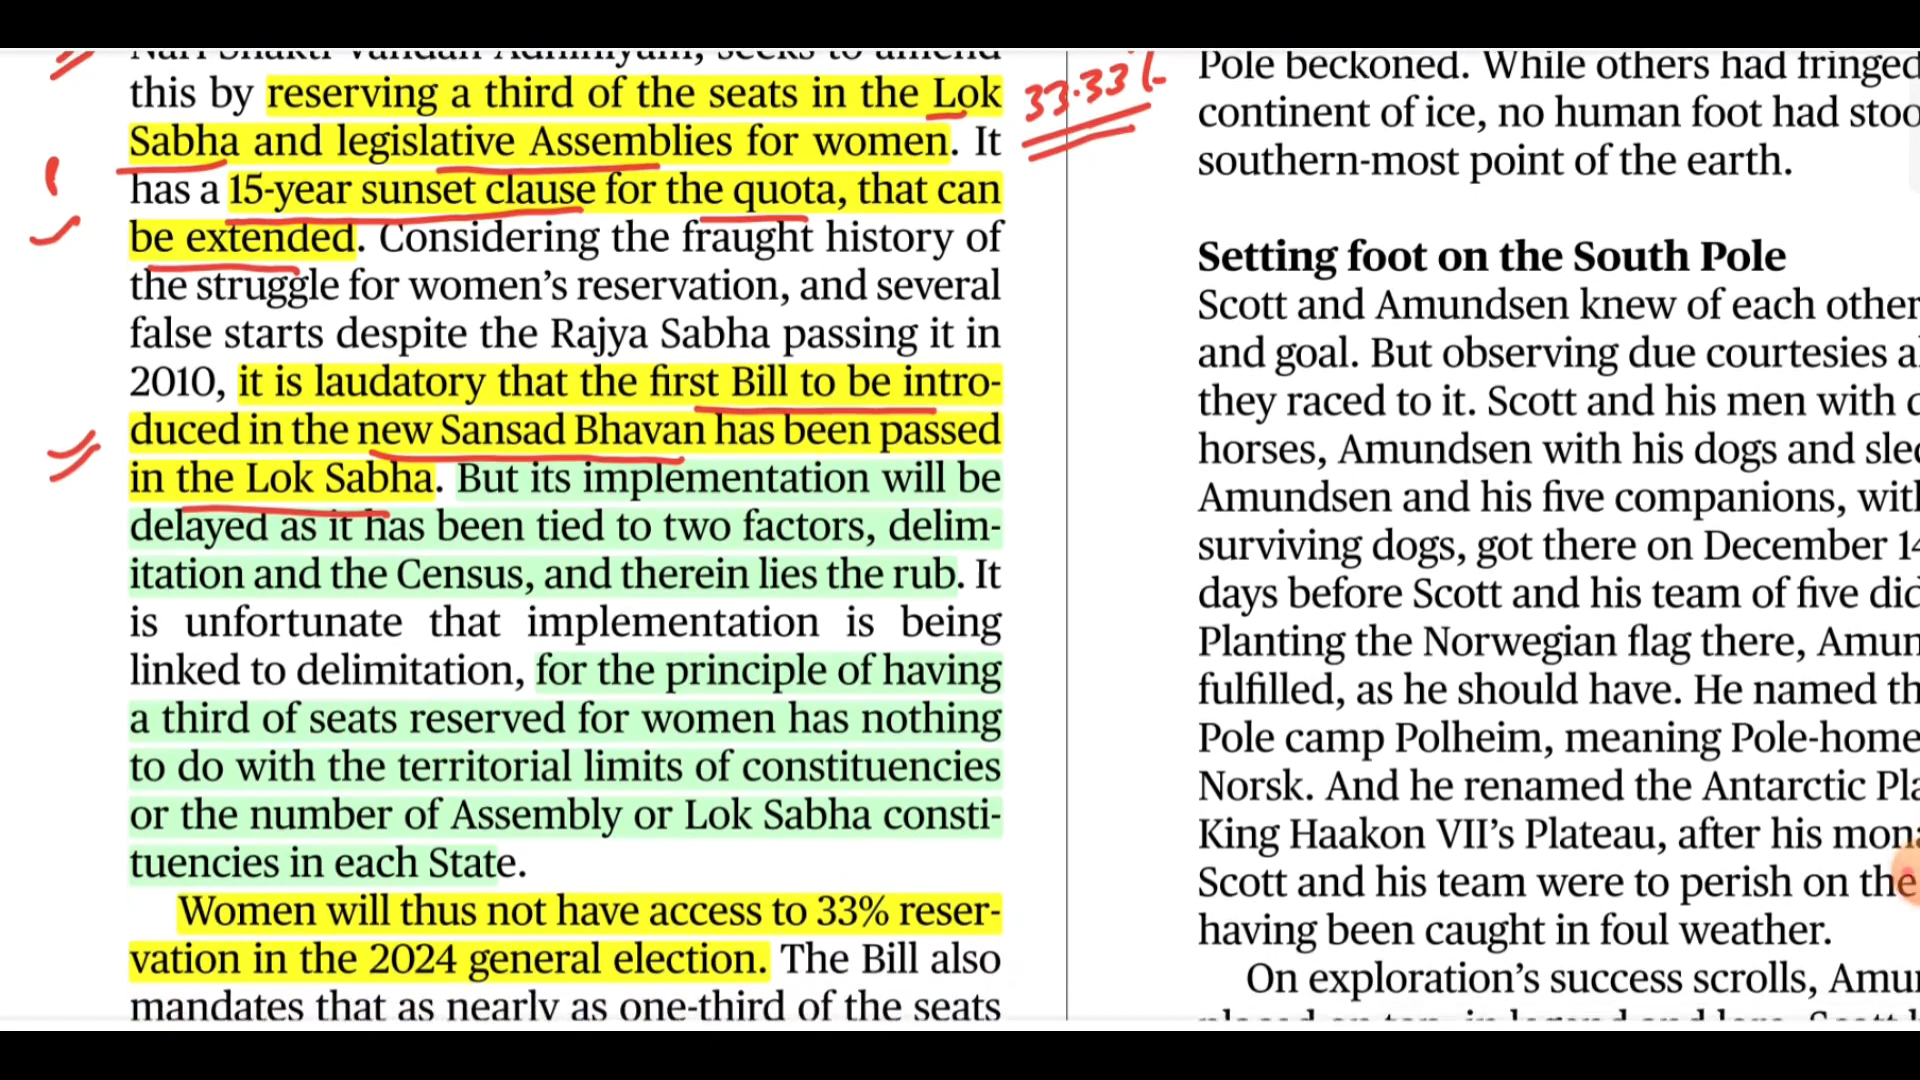 Nari Shakti Vandan Adhiniyam, seeks to amend
this by reserving a third of the seats in the Lok
Sabha and legislative Assemblies for women. It
has a 15-year sunset clause for the quota, that can
be extended. Considering the fraught history of
the struggle for women’s reservation, and several
false starts despite the Rajya Sabha passing it in
2010, it is laudatory that the first Bill to be intro-
duced in the new Sansad Bhavan has been passed
in the Lok Sabha. But its implementation will be
delayed as it has been tied to two factors, delim-
itation and the Census, and therein lies the rub. It
is unfortunate that implementation is being
linked to delimitation, for the principle of having
a third of seats reserved for women has nothing
to do with the territorial limits of constituencies
or the number of Assembly or Lok Sabha consti-
tuencies in each State.
Women will thus not have access to 33% reser-
vation in the 2024 general election. The Bill also
mandates that as nearly as one-third of the seats
33.33%
Pole beckoned. While others had fringed
continent of ice, no human foot had stoo
southern-most point of the earth.
Setting foot on the South Pole
Scott and Amundsen knew of each other
and goal. But observing due courtesies a
they raced to it. Scott and his men with
horses, Amundsen with his dogs and sle
Amundsen and his five companions, wit
surviving dogs, got there on December 14
days before Scott and his team of five did
Planting the Norwegian flag there, Amun
fulfilled, as he should have. He named th
Pole camp Polheim, meaning Pole-home
Norsk. And he renamed the Antarctic Pla
King Haakon VII’s Plateau, after his mon
Scott and his team were to perish on the
having been caught in foul weather.
On exploration’s success scrolls, Amu